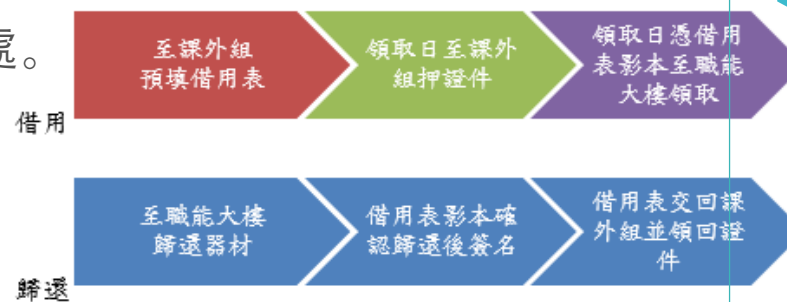 處。
至課外組
預填借用表
領取日至課外
組押證件
領取日憑借用
表影本至職能
大樓領取
借用
至職能大樓
歸還器材
借用表影本確
認歸還後簽名
借用表交回課
外組並領回證
件
歸還